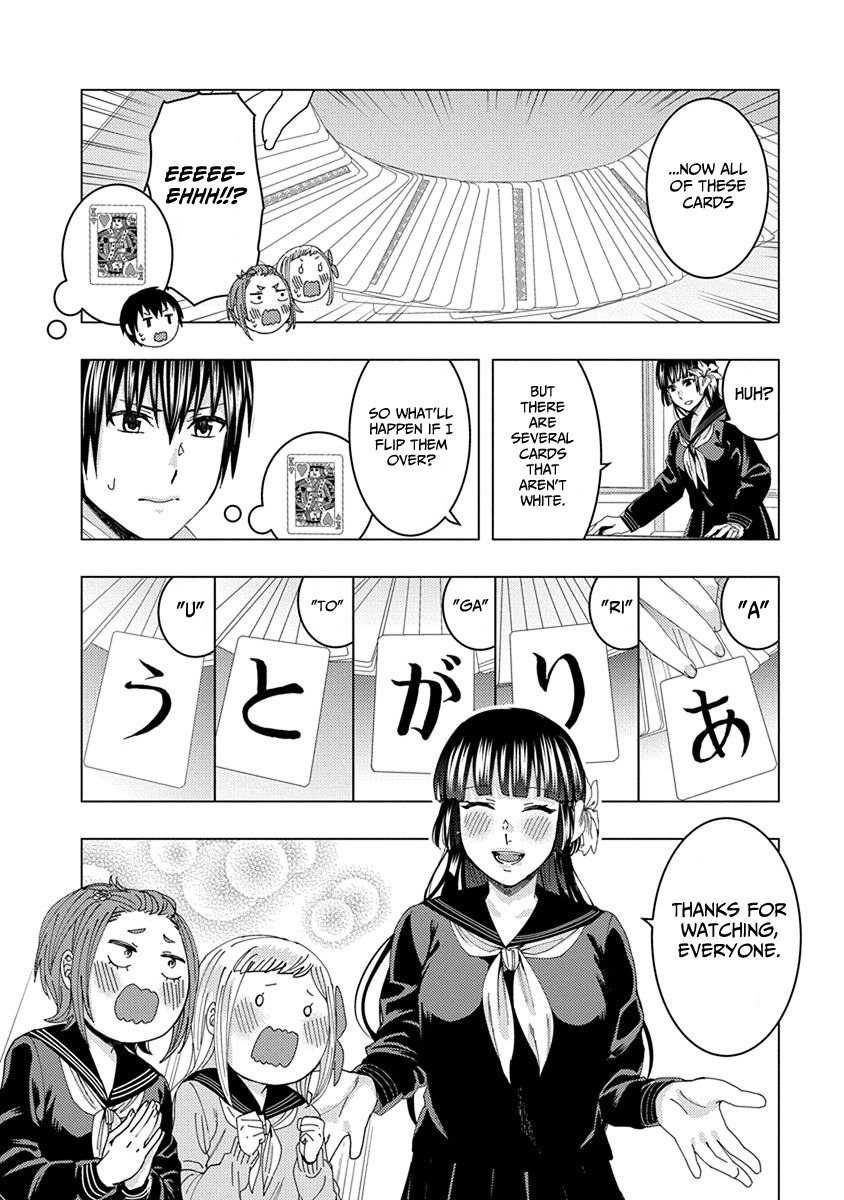 ...NOW ALL
OF THESE
CARDS
EEEEE-
EHHH!!?
K
K
HUH?
BUT
THERE
ARE
SEVERAL
CARDS
THAT
AREN'T
WHITE.
SO WHAT'LL
HAPPEN IF I
FLIP THEM
OVER?
K
K
"A"
あ
"RI"
り
"GA"
が
"TO"
と
"U"
う
THANKS FOR
WATCHING,
EVERYONE.